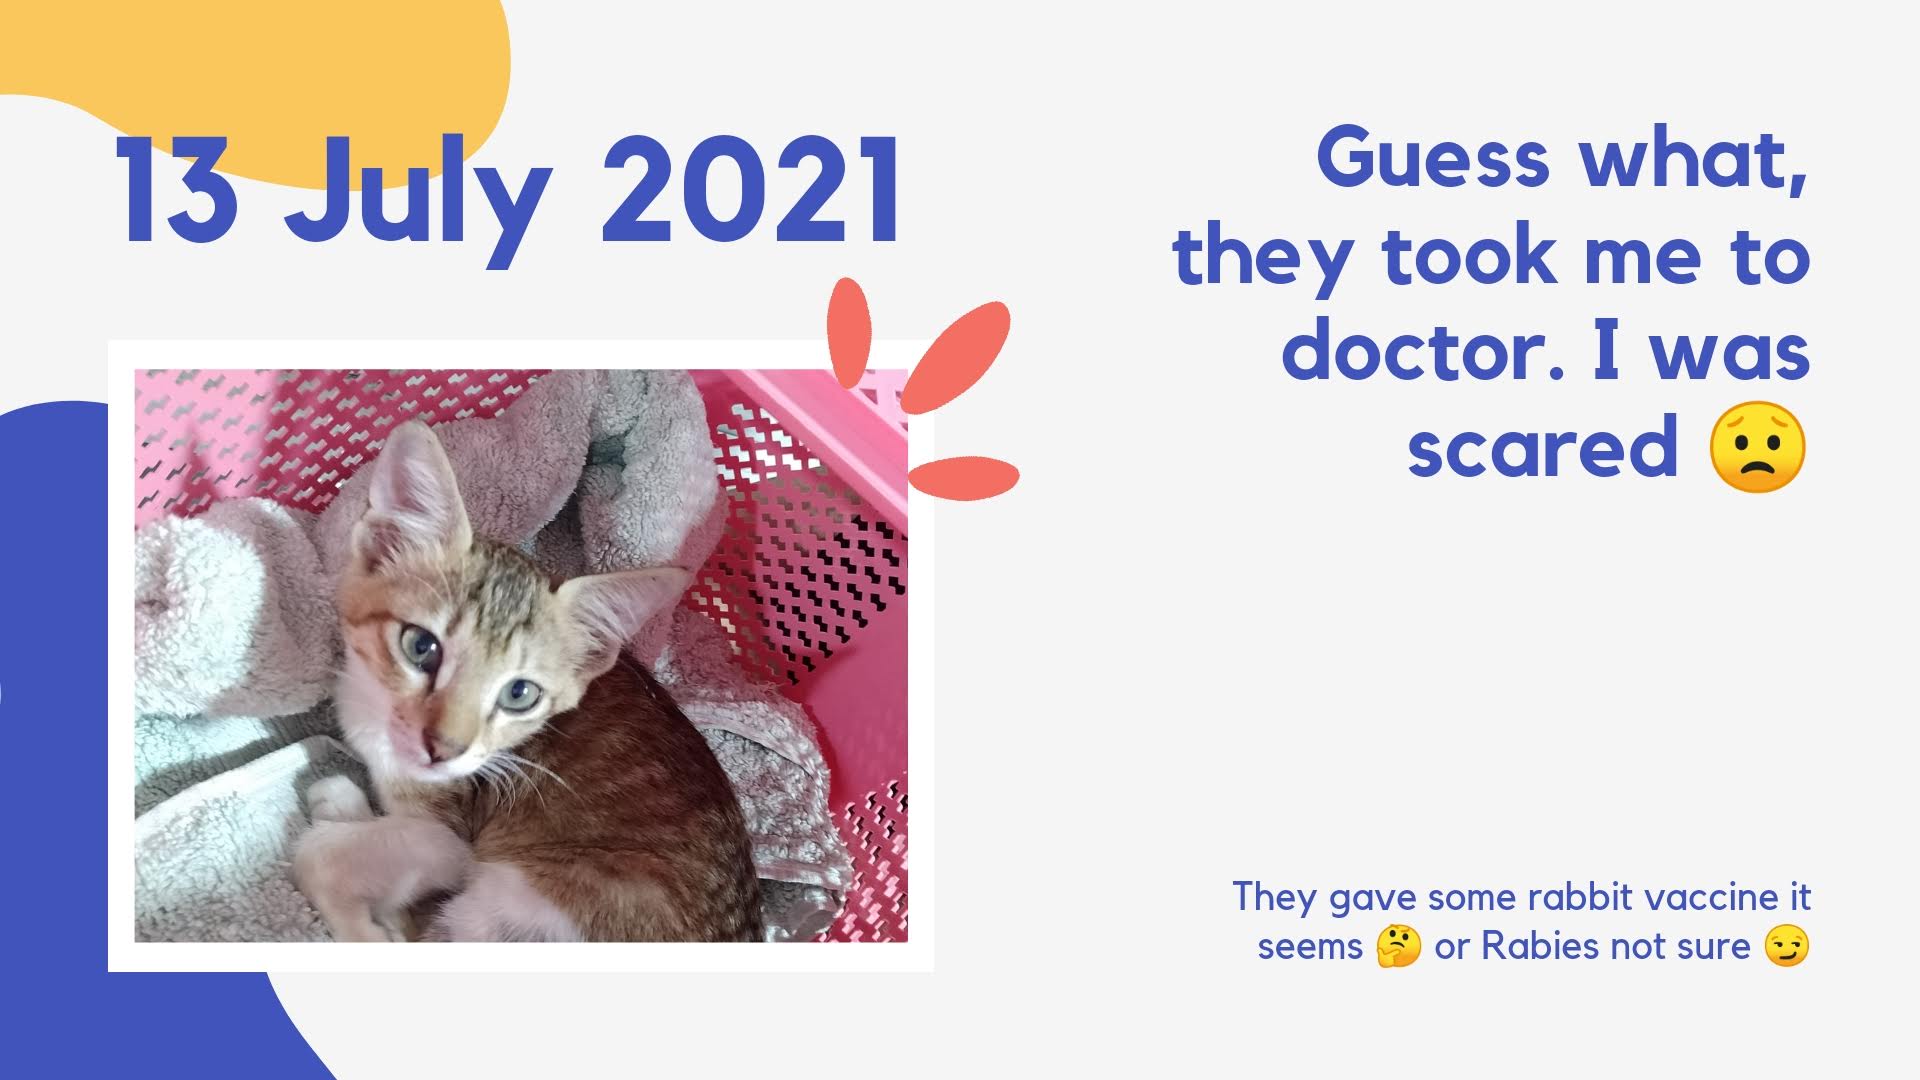 13 July 2021
Guess what,
they took me to
doctor. I was
scared 😟
They gave some rabbit vaccine it
seems 🤔 or Rabies not sure 😏